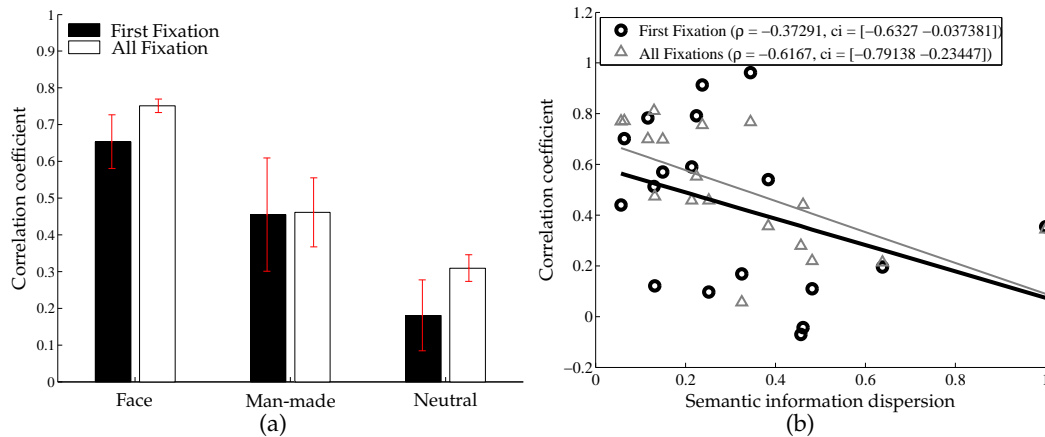 First Fixation
All Fixation
Correlation coefficient
1
0.9
0.8
0.7
0.6
0.5
0.4
0.3
0.2
0.1
0
Face
Man-made
Neutral
(a)
First Fixation (ρ = −0.37291, ci = [−0.6327 −0.037381])
All Fixations (ρ = −0.6167, ci = [−0.79138 −0.23447])
Correlation coefficient
1.2
1
0.8
0.6
0.4
0.2
0
−0.2
0
0.2
0.4
0.6
0.8
1
Semantic information dispersion
(b)